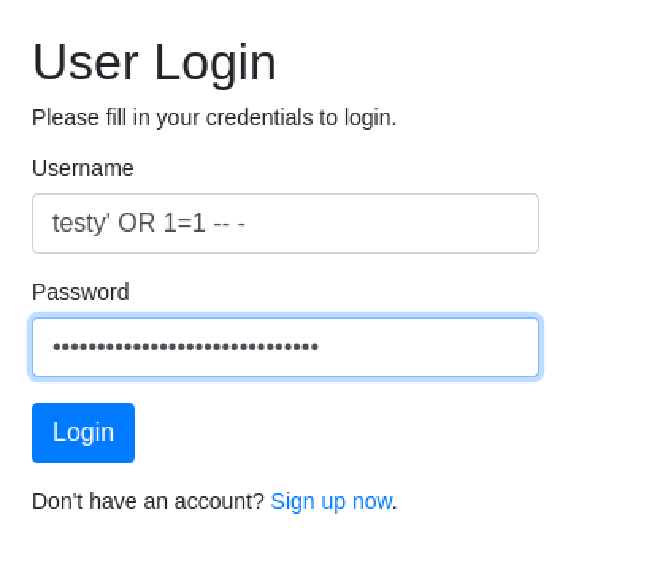 User Login
Please fill in your credentials to login.
Username
testy' OR 1=1 -- -
Password
••••••••••••••••••••••••••••••
Login
Don't have an account? Sign up now.